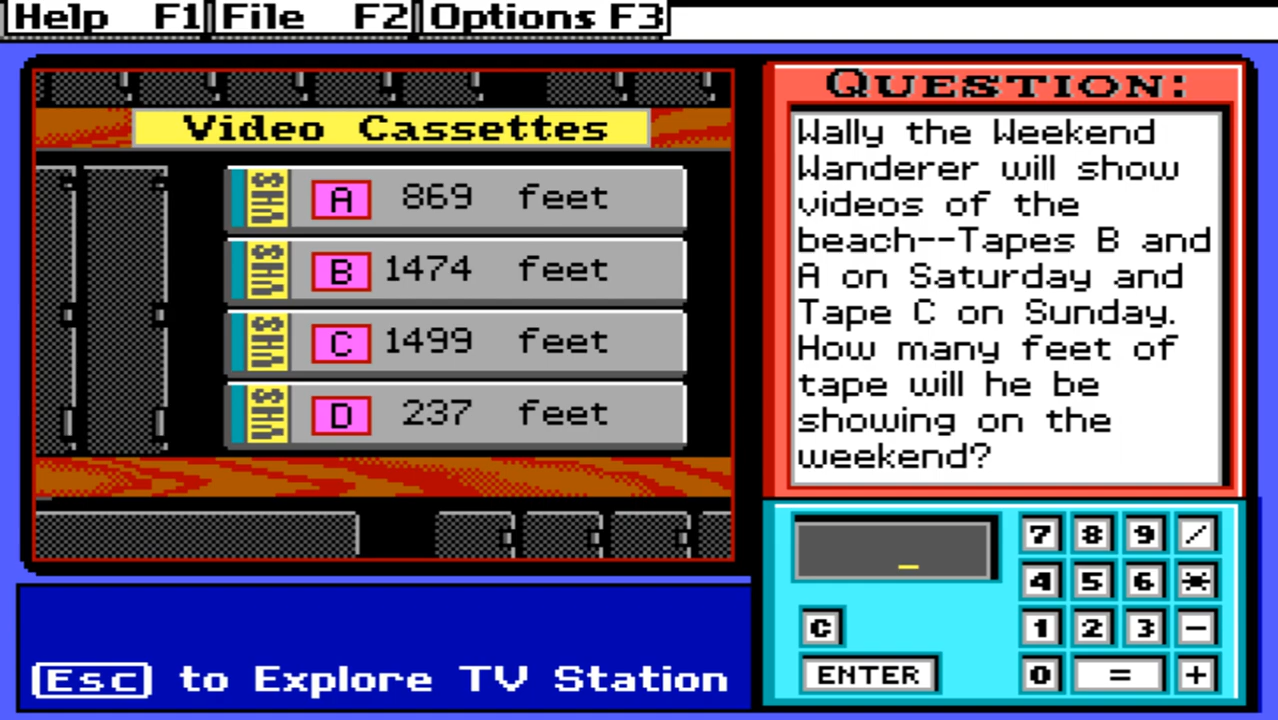 Help F1 File F2 Options F3
Video Cassettes
VHS A 869 feet
VHS B 1474 feet
VHS C 1499 feet
VHS D 237 feet
Esc to Explore TV Station
QUESTION:
Wally the Weekend
Wanderer will show
videos of the
beach--Tapes B and
A on Saturday and
Tape C on Sunday.
How many feet of
tape will he be
showing on the
weekend?
_
7 8 9 /
4 5 6 *
C 1 2 3 -
ENTER 0 = +